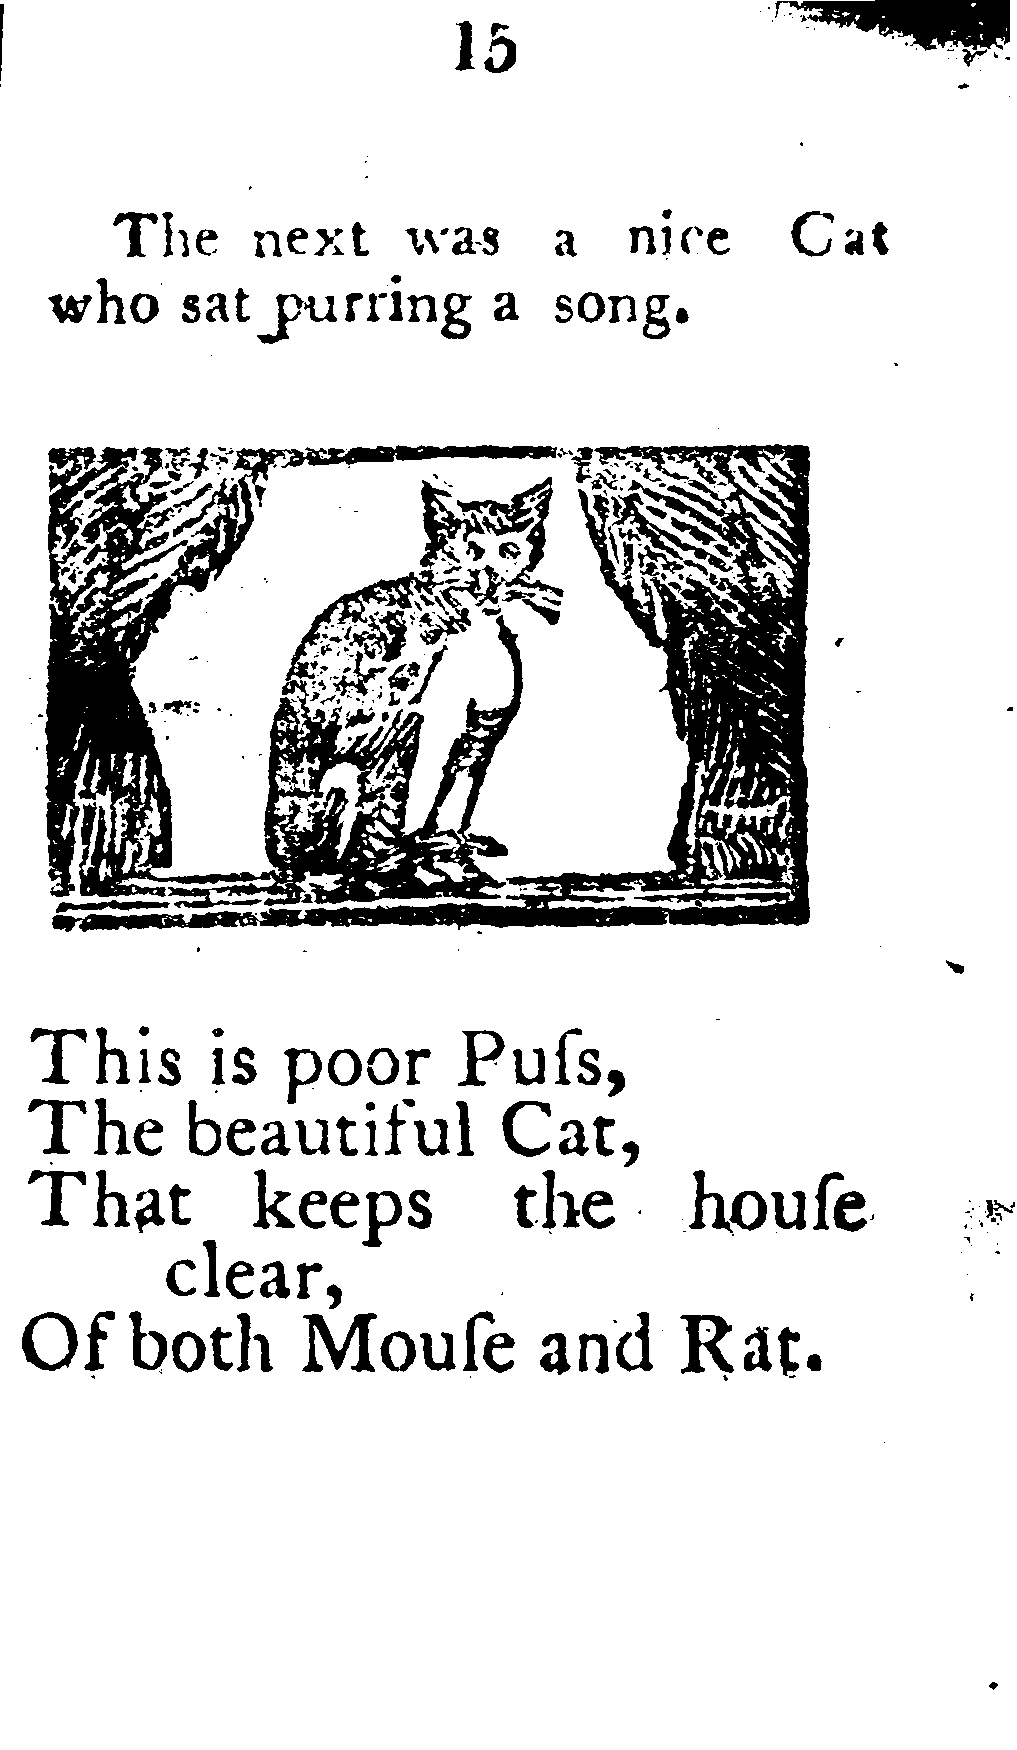 15
The next was a nice Cat
who sat purring a song.
This is poor Puſs,
The beautiful Cat,
That keeps the houſe
clear,
Of both Mouſe and Rat.